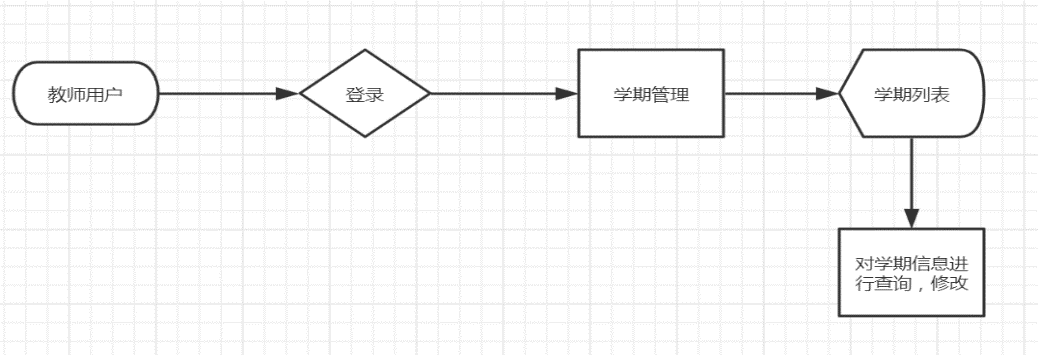 教师用户
登录
学期管理
学期列表
对学期信息进
行查询，修改